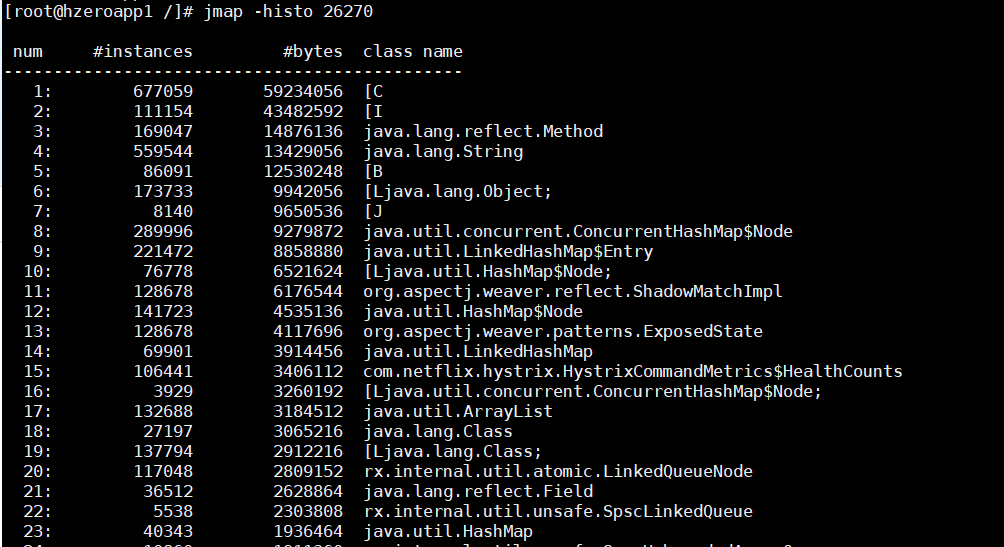 [root@hzeroapp1 /]# jmap -histo 26270
num #instances #bytes class name
----------------------------------------------
1: 677059 59234056 [C
2: 111154 43482592 [I
3: 169047 14876136 java.lang.reflect.Method
4: 559544 13429056 java.lang.String
5: 86091 12530248 [B
6: 173733 9942056 [Ljava.lang.Object;
7: 8140 9650536 [J
8: 289996 9279872 java.util.concurrent.ConcurrentHashMap$Node
9: 221472 8858880 java.util.LinkedHashMap$Entry
10: 76778 6521624 [Ljava.util.HashMap$Node;
11: 128678 6176544 org.aspectj.weaver.reflect.ShadowMatchImpl
12: 141723 4535136 java.util.HashMap$Node
13: 128678 4117696 org.aspectj.weaver.patterns.ExposedState
14: 69901 3914456 java.util.LinkedHashMap
15: 106441 3406112 com.netflix.hystrix.HystrixCommandMetrics$HealthCounts
16: 3929 3260192 [Ljava.util.concurrent.ConcurrentHashMap$Node;
17: 132688 3184512 java.util.ArrayList
18: 27197 3065216 java.lang.Class
19: 137794 2912216 [Ljava.lang.Class;
20: 117048 2809152 rx.internal.util.atomic.LinkedQueueNode
21: 36512 2628864 java.lang.reflect.Field
22: 5538 2303808 rx.internal.util.unsafe.SpscLinkedQueue
23: 40343 1936464 java.util.HashMap